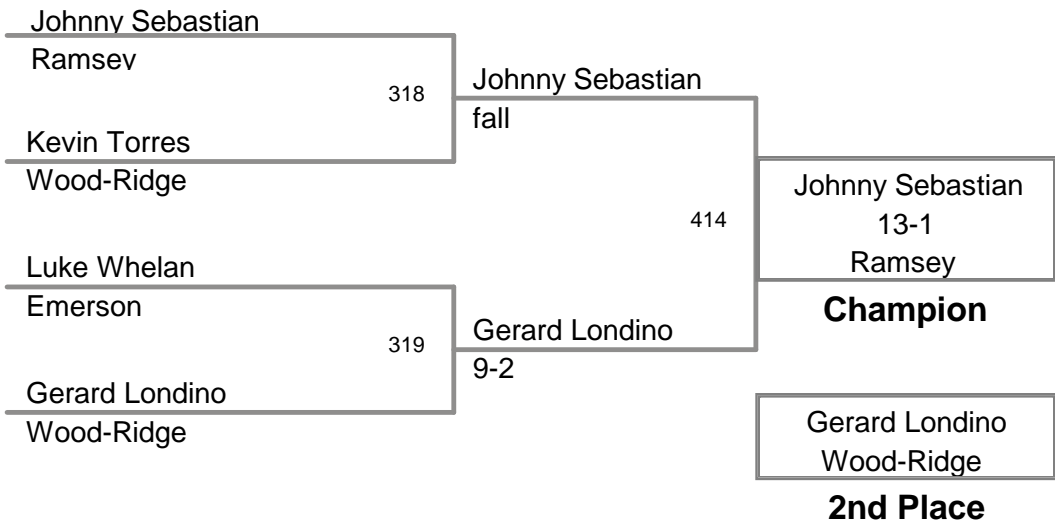 Johnny Sebastian
Ramsey
318
Kevin Torres
Wood-Ridge
Luke Whelan
Emerson
319
Gerard Londino
Wood-Ridge
Johnny Sebastian
fall
414
Gerard Londino
9-2
Johnny Sebastian
13-1
Ramsey
Champion
Gerard Londino
Wood-Ridge
2nd Place